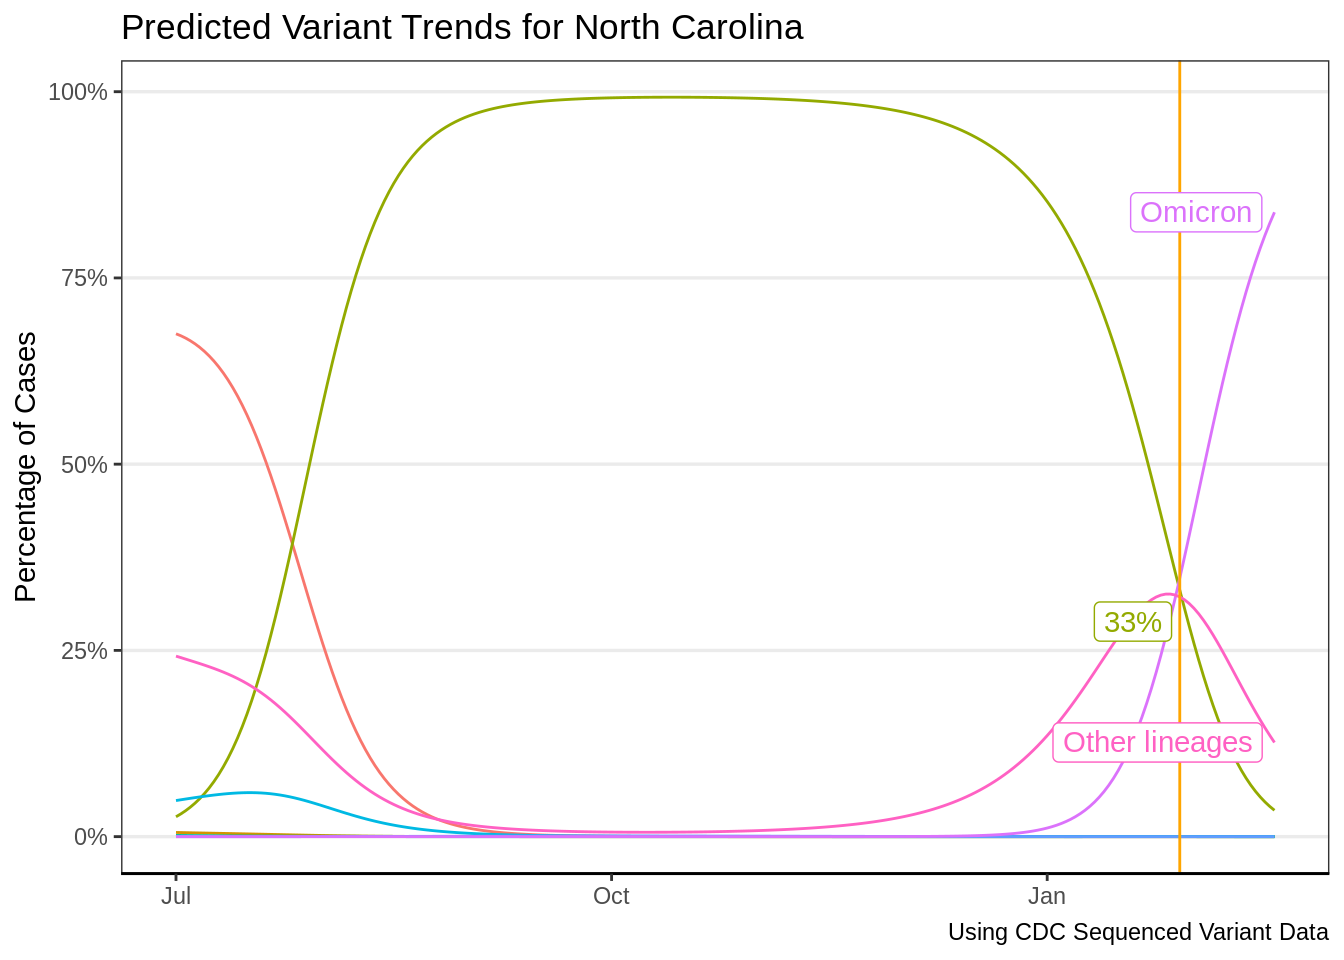 Predicted Variant Trends for North Carolina
Percentage of Cases
100%
75%
50%
25%
0%
Omicron
33%
Other lineages
Jul
Oct
Jan
Using CDC Sequenced Variant Data